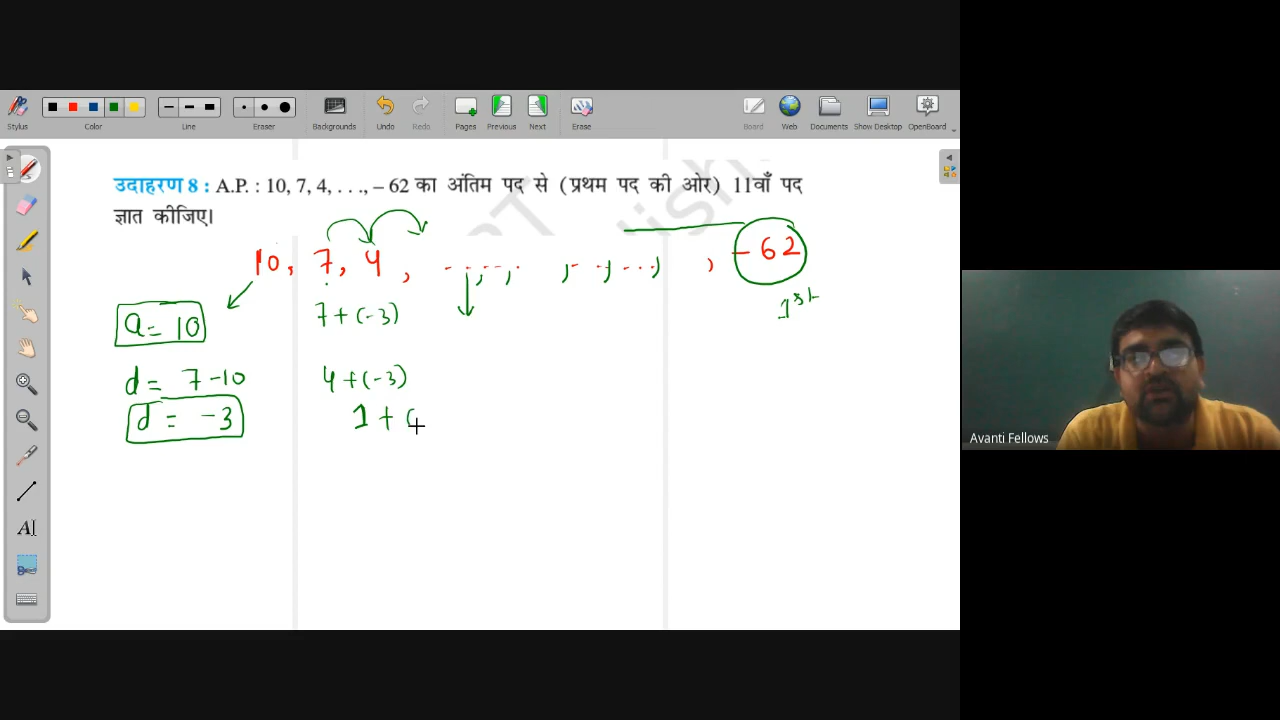 Stylus Color Line Eraser Backgrounds Undo Redo Pages Previous Next Erase Board Web Documents Show Desktop OpenBoard
उदाहरण 8 : A.P. : 10, 7, 4, . . ., – 62 का अंतिम पद से (प्रथम पद की ओर) 11वाँ पद
ज्ञात कीजिए।
10, 7, 4, ......, ..., ..., , -62
1st
a = 10
7 + (-3)
d = 7 - 10
4 + (-3)
d = -3
1 + (
Avanti Fellows